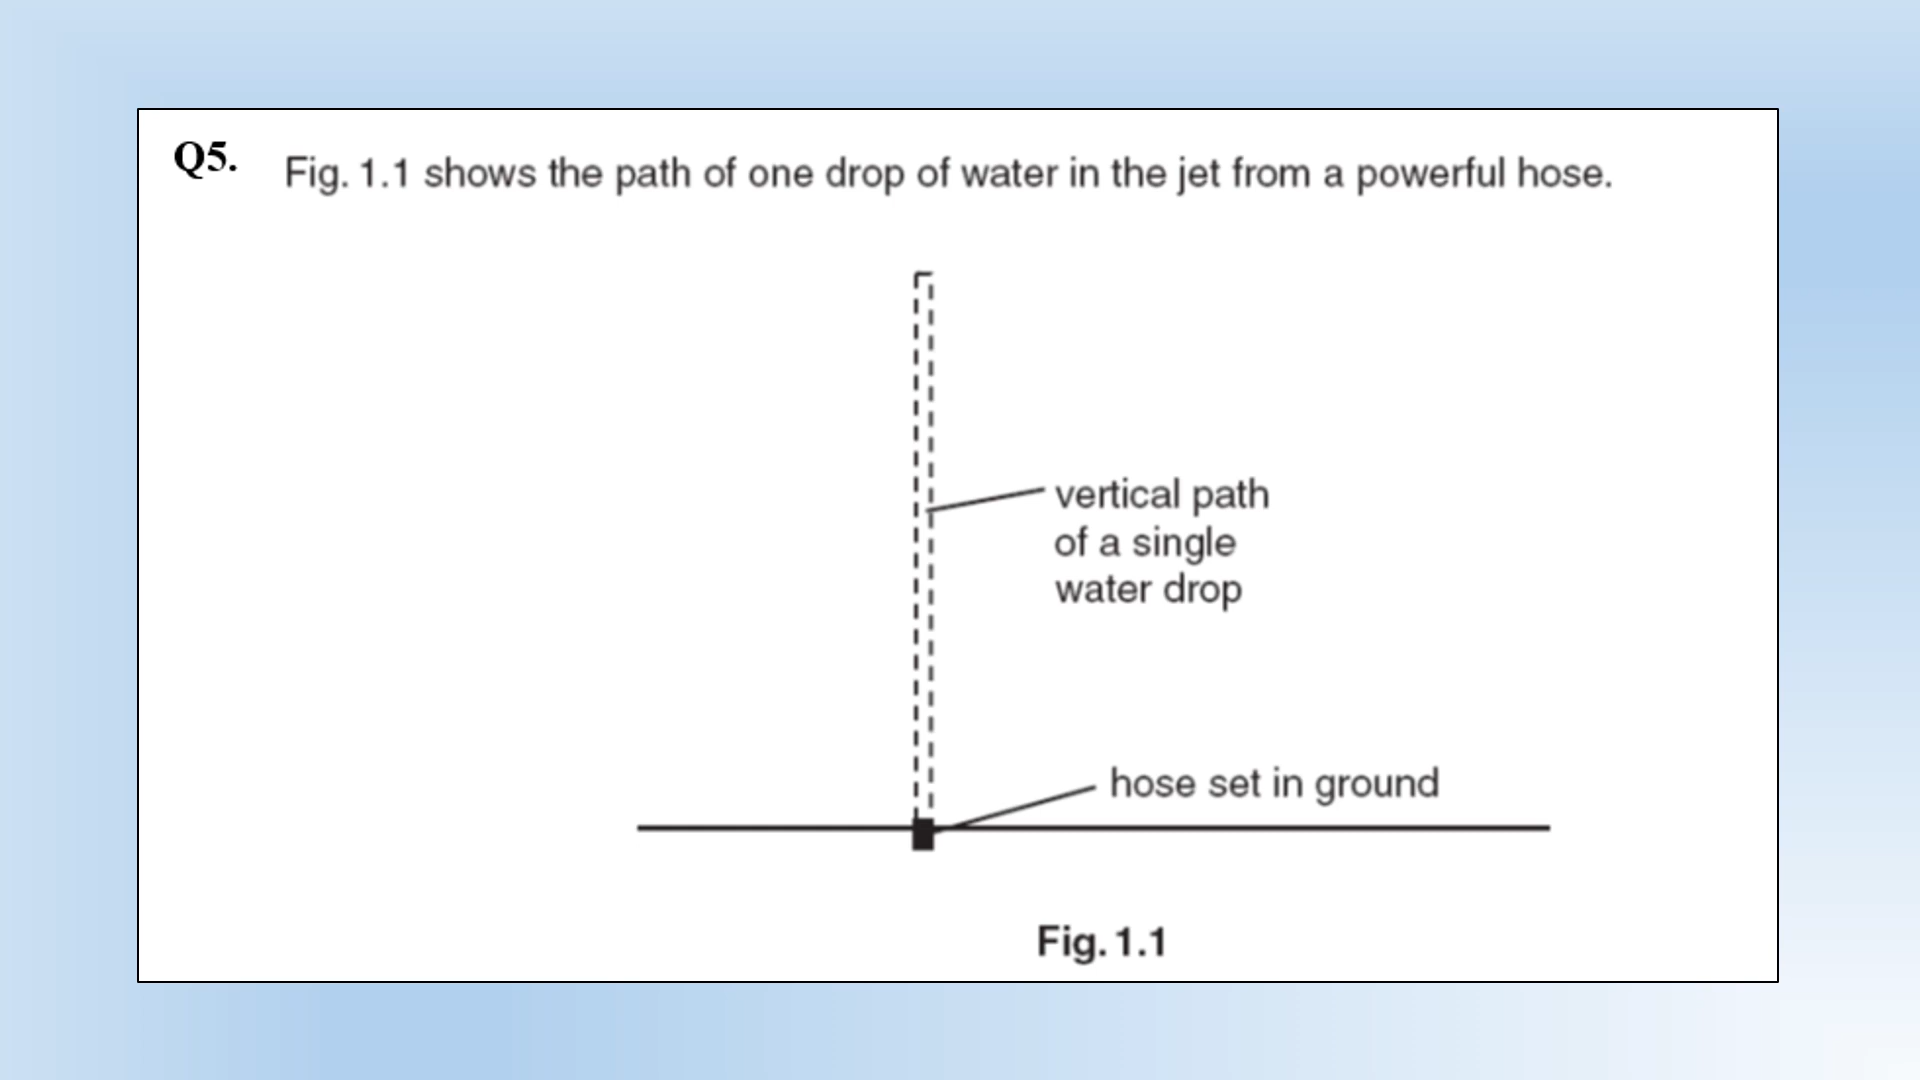 Q5. Fig. 1.1 shows the path of one drop of water in the jet from a powerful hose.
vertical path
of a single
water drop
hose set in ground
Fig. 1.1